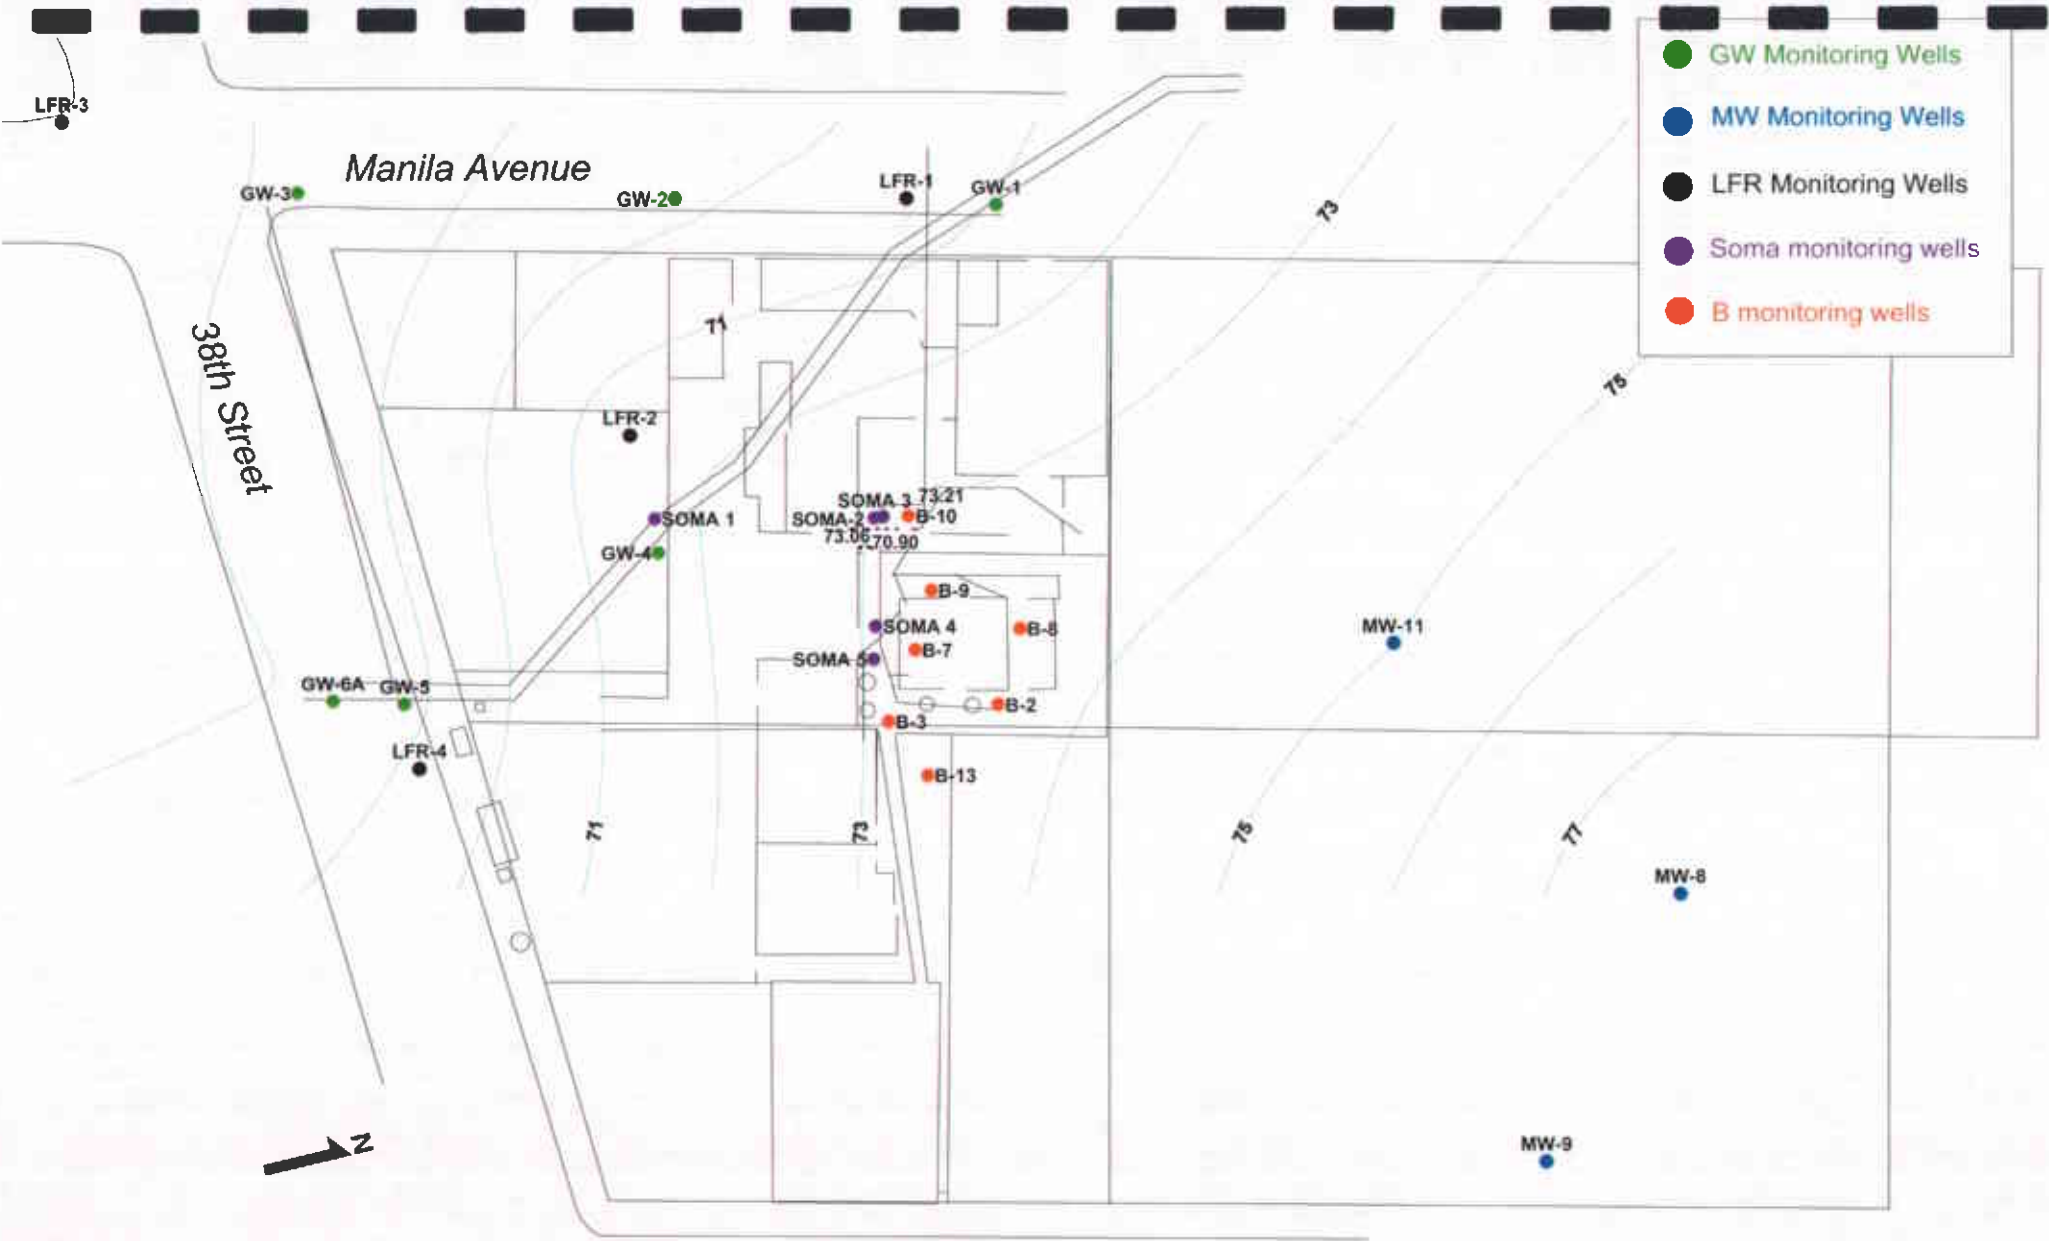 GW Monitoring Wells
MW Monitoring Wells
LFR Monitoring Wells
Soma monitoring wells
B monitoring wells
LFR-3
Manila Avenue
GW-3
GW-2
LFR-1
GW-1
73
71
75
38th Street
LFR-2
SOMA 1
GW-4
SOMA 3
73.21
SOMA-2
B-10
73.06
70.90
B-9
SOMA 4
B-8
B-7
SOMA 5
MW-11
GW-6A
GW-5
B-2
B-3
LFR-4
B-13
71
73
75
77
MW-8
MW-9
N